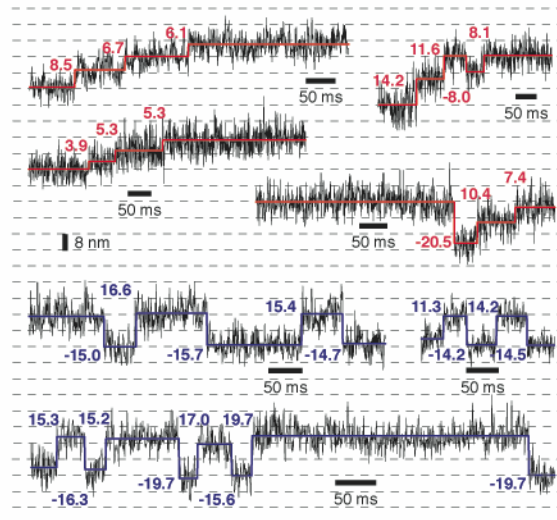 8.5 6.7 6.1
50 ms
14.2 11.6 -8.0 8.1
50 ms
3.9 5.3 5.3
50 ms
-20.5 10.4 7.4
50 ms
8 nm
-15.0 16.6 -15.7 15.4 -14.7
50 ms
11.3 -14.2 14.2 14.5
50 ms
15.3 -16.3 15.2 -19.7 17.0 -15.6 19.7 -19.7
50 ms